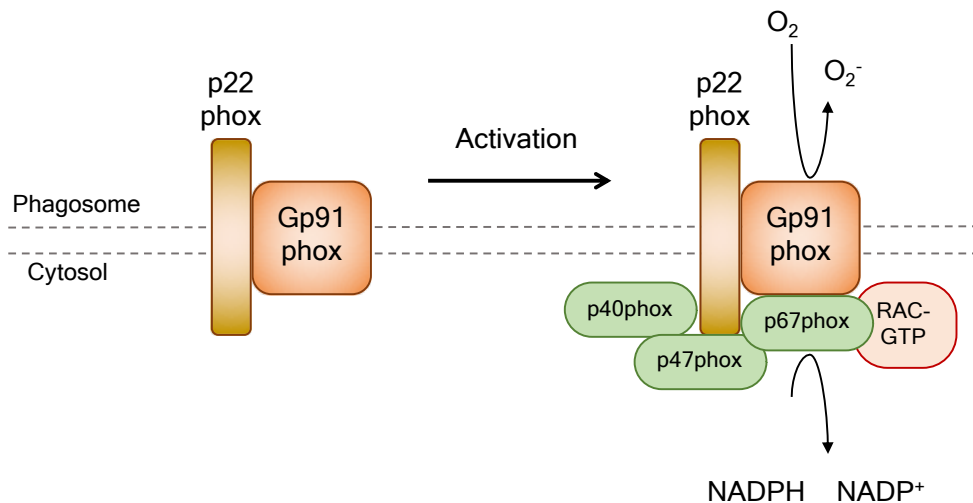 p22
phox
Gp91
phox
Phagosome
Cytosol
Activation
O₂
O₂⁻
p22
phox
Gp91
phox
p40phox
p47phox
p67phox
RAC-
GTP
NADPH NADP⁺